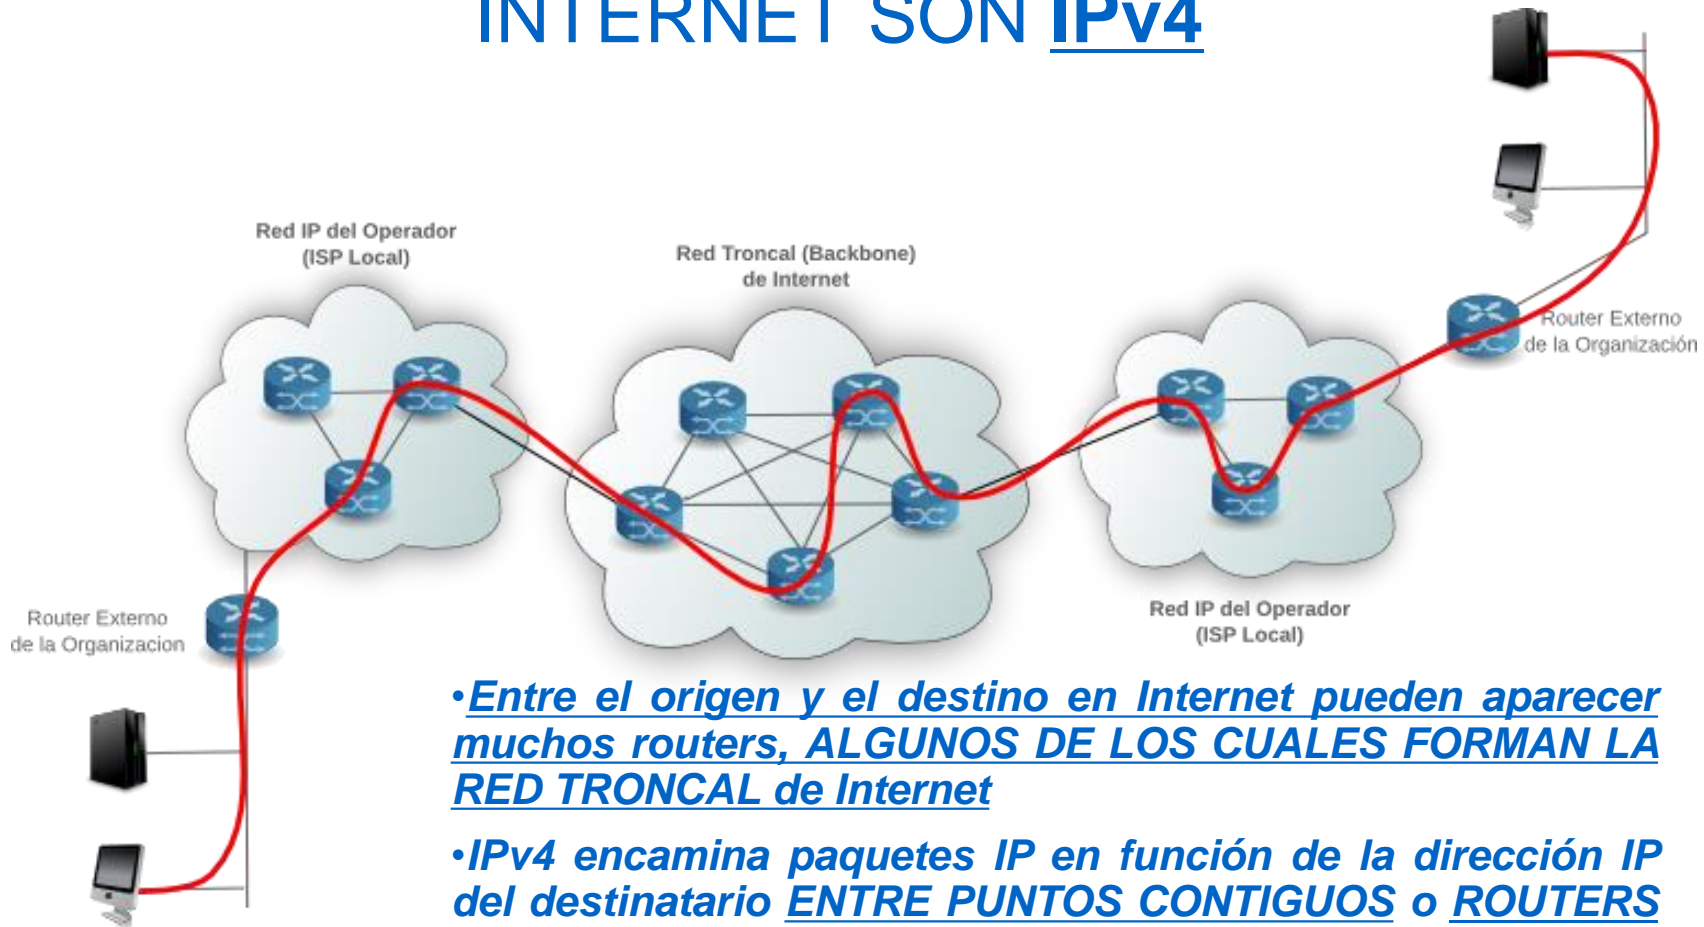 INTERNET SON IPv4
Red IP del Operador
(ISP Local)
Red Troncal (Backbone)
de Internet
Router Externo
de la Organización
Router Externo
de la Organizacion
Red IP del Operador
(ISP Local)
•Entre el origen y el destino en Internet pueden aparecer
muchos routers, ALGUNOS DE LOS CUALES FORMAN LA
RED TRONCAL de Internet
•IPv4 encamina paquetes IP en función de la dirección IP
del destinatario ENTRE PUNTOS CONTIGUOS o ROUTERS